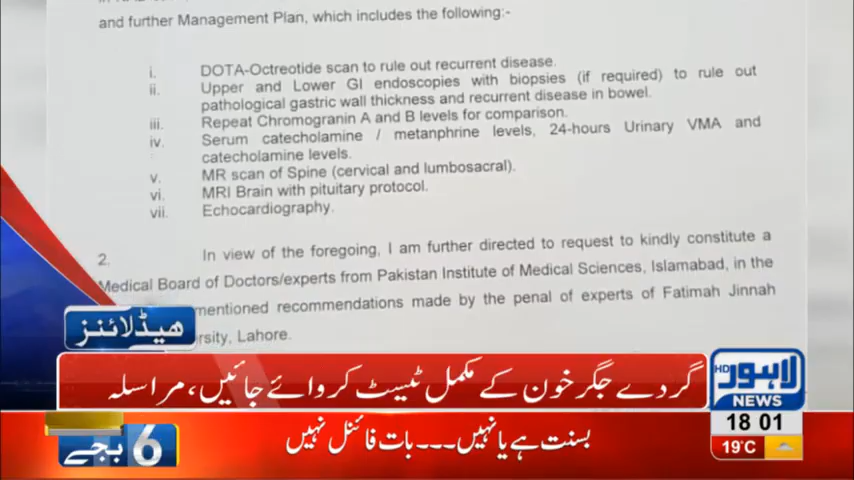 and further Management Plan, which includes the following:-
i. DOTA-Octreotide scan to rule out recurrent disease.
ii. Upper and Lower GI endoscopies with biopsies (if required) to rule out
pathological gastric wall thickness and recurrent disease in bowel.
iii. Repeat Chromogranin A and B levels for comparison.
iv. Serum catecholamine / metanphrine levels, 24-hours Urinary VMA and
catecholamine levels.
v. MR scan of Spine (cervical and lumbosacral).
vi. MRI Brain with pituitary protocol.
vii. Echocardiography.
2. In view of the foregoing, I am further directed to request to kindly constitute a
Medical Board of Doctors/experts from Pakistan Institute of Medical Sciences, Islamabad, in the
mentioned recommendations made by the penal of experts of Fatimah Jinnah
Lahore.
ہیڈلائنز
گردے جگر خون کے مکمل ٹیسٹ کروائے جائیں، مراسلہ
لاہور HD
NEWS
18 01
19°C
6 بجے
بسنت ہے یا نہیں۔۔۔ بات فائنل نہیں